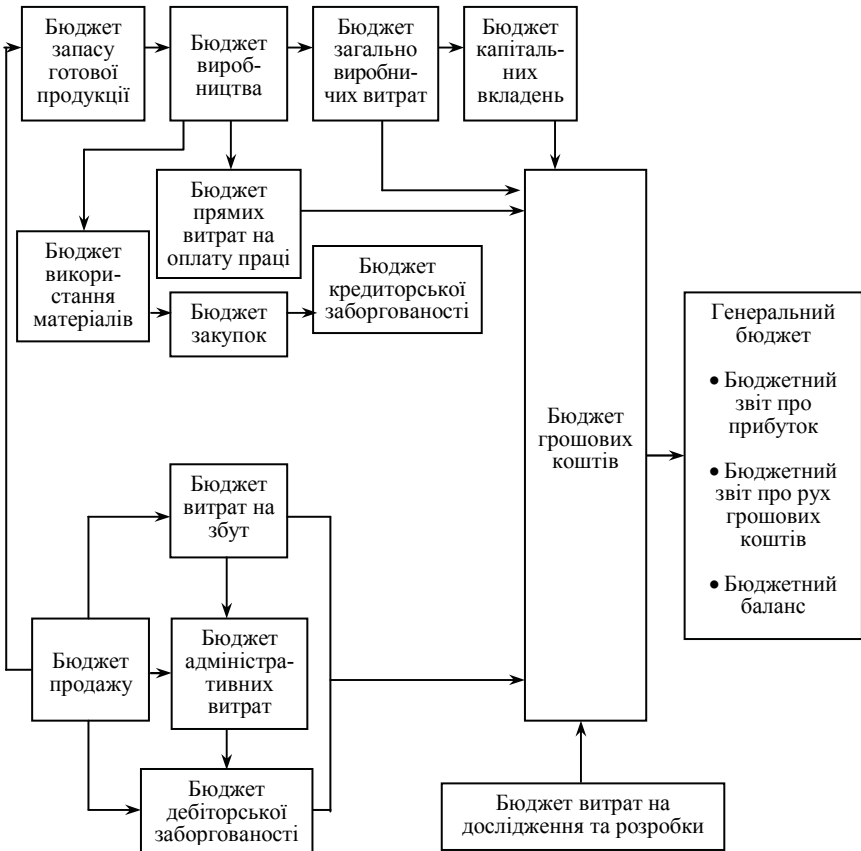 Бюджет
запасу
готової
продукції
Бюджет
вироб-
ництва
Бюджет
загально
виробни-
чих витрат
Бюджет
капіталь-
них
вкладень
Бюджет
прямих
витрат на
оплату праці
Бюджет
викори-
стання
матеріалів
Бюджет
закупок
Бюджет
кредиторської
заборгованості
Бюджет
грошових
коштів
Генеральний
бюджет
• Бюджетний
звіт про
прибуток
• Бюджетний
звіт про рух
грошових
коштів
• Бюджетний
баланс
Бюджет
витрат на
збут
Бюджет
продажу
Бюджет
адміністра-
тивних
витрат
Бюджет
дебіторської
заборгованості
Бюджет витрат на
дослідження та розробки